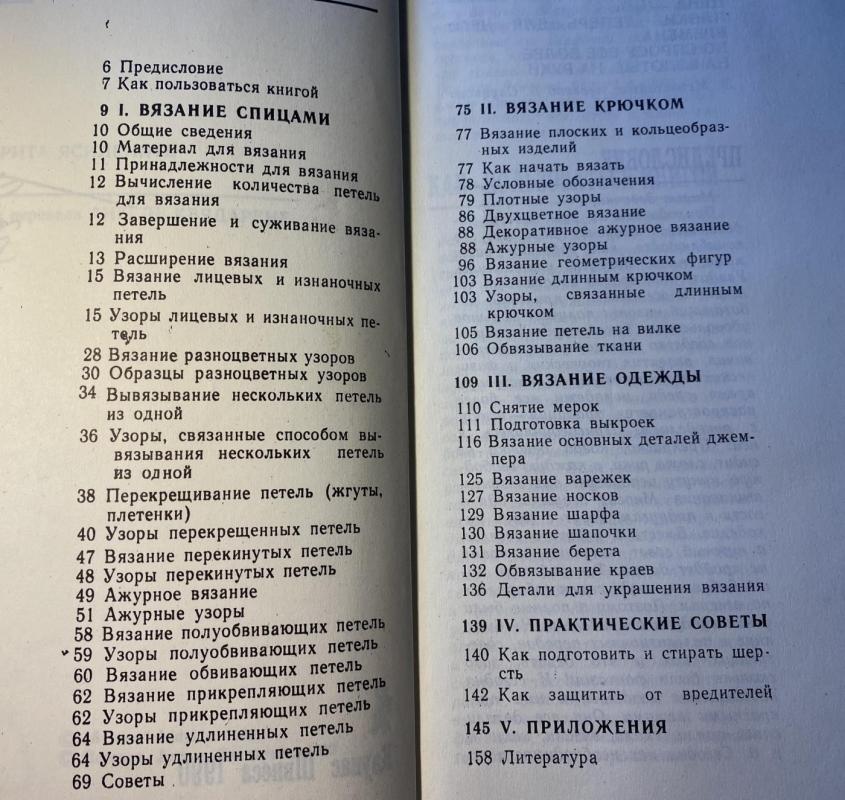 6 Предисловие
7 Как пользоваться книгой
9 I. ВЯЗАНИЕ СПИЦАМИ
10 Общие сведения
10 Материал для вязания
11 Принадлежности для вязания
12 Вычисление количества петель
для вязания
12 Завершение и суживание вяза-
ния
13 Расширение вязания
15 Вязание лицевых и изнаночных
петель
15 Узоры лицевых и изнаночных пе-
тель
28 Вязание разноцветных узоров
30 Образцы разноцветных узоров
34 Вывязывание нескольких петель
из одной
36 Узоры, связанные способом вы-
вязывания нескольких петель
из одной
38 Перекрещивание петель (жгуты,
плетенки)
40 Узоры перекрещенных петель
47 Вязание перекинутых петель
48 Узоры перекинутых петель
49 Ажурное вязание
51 Ажурные узоры
58 Вязание полуобвивающих петель
59 Узоры полуобвивающих петель
60 Вязание обвивающих петель
62 Вязание прикрепляющих петель
62 Узоры прикрепляющих петель
64 Вязание удлиненных петель
64 Узоры удлиненных петель
69 Советы
75 II. ВЯЗАНИЕ КРЮЧКОМ
77 Вязание плоских и кольцеобраз-
ных изделий
77 Как начать вязать
78 Условные обозначения
79 Плотные узоры
86 Двухцветное вязание
88 Декоративное ажурное вязание
88 Ажурные узоры
96 Вязание геометрических фигур
103 Вязание длинным крючком
103 Узоры, связанные длинным
крючком
105 Вязание петель на вилке
106 Обвязывание ткани
109 III. ВЯЗАНИЕ ОДЕЖДЫ
110 Снятие мерок
111 Подготовка выкроек
116 Вязание основных деталей джем-
пера
125 Вязание варежек
127 Вязание носков
129 Вязание шарфа
130 Вязание шапочки
131 Вязание берета
132 Обвязывание краев
136 Детали для украшения вязания
139 IV. ПРАКТИЧЕСКИЕ СОВЕТЫ
140 Как подготовить и стирать шер-
сть
142 Как защитить от вредителей
145 V. ПРИЛОЖЕНИЯ
158 Литература